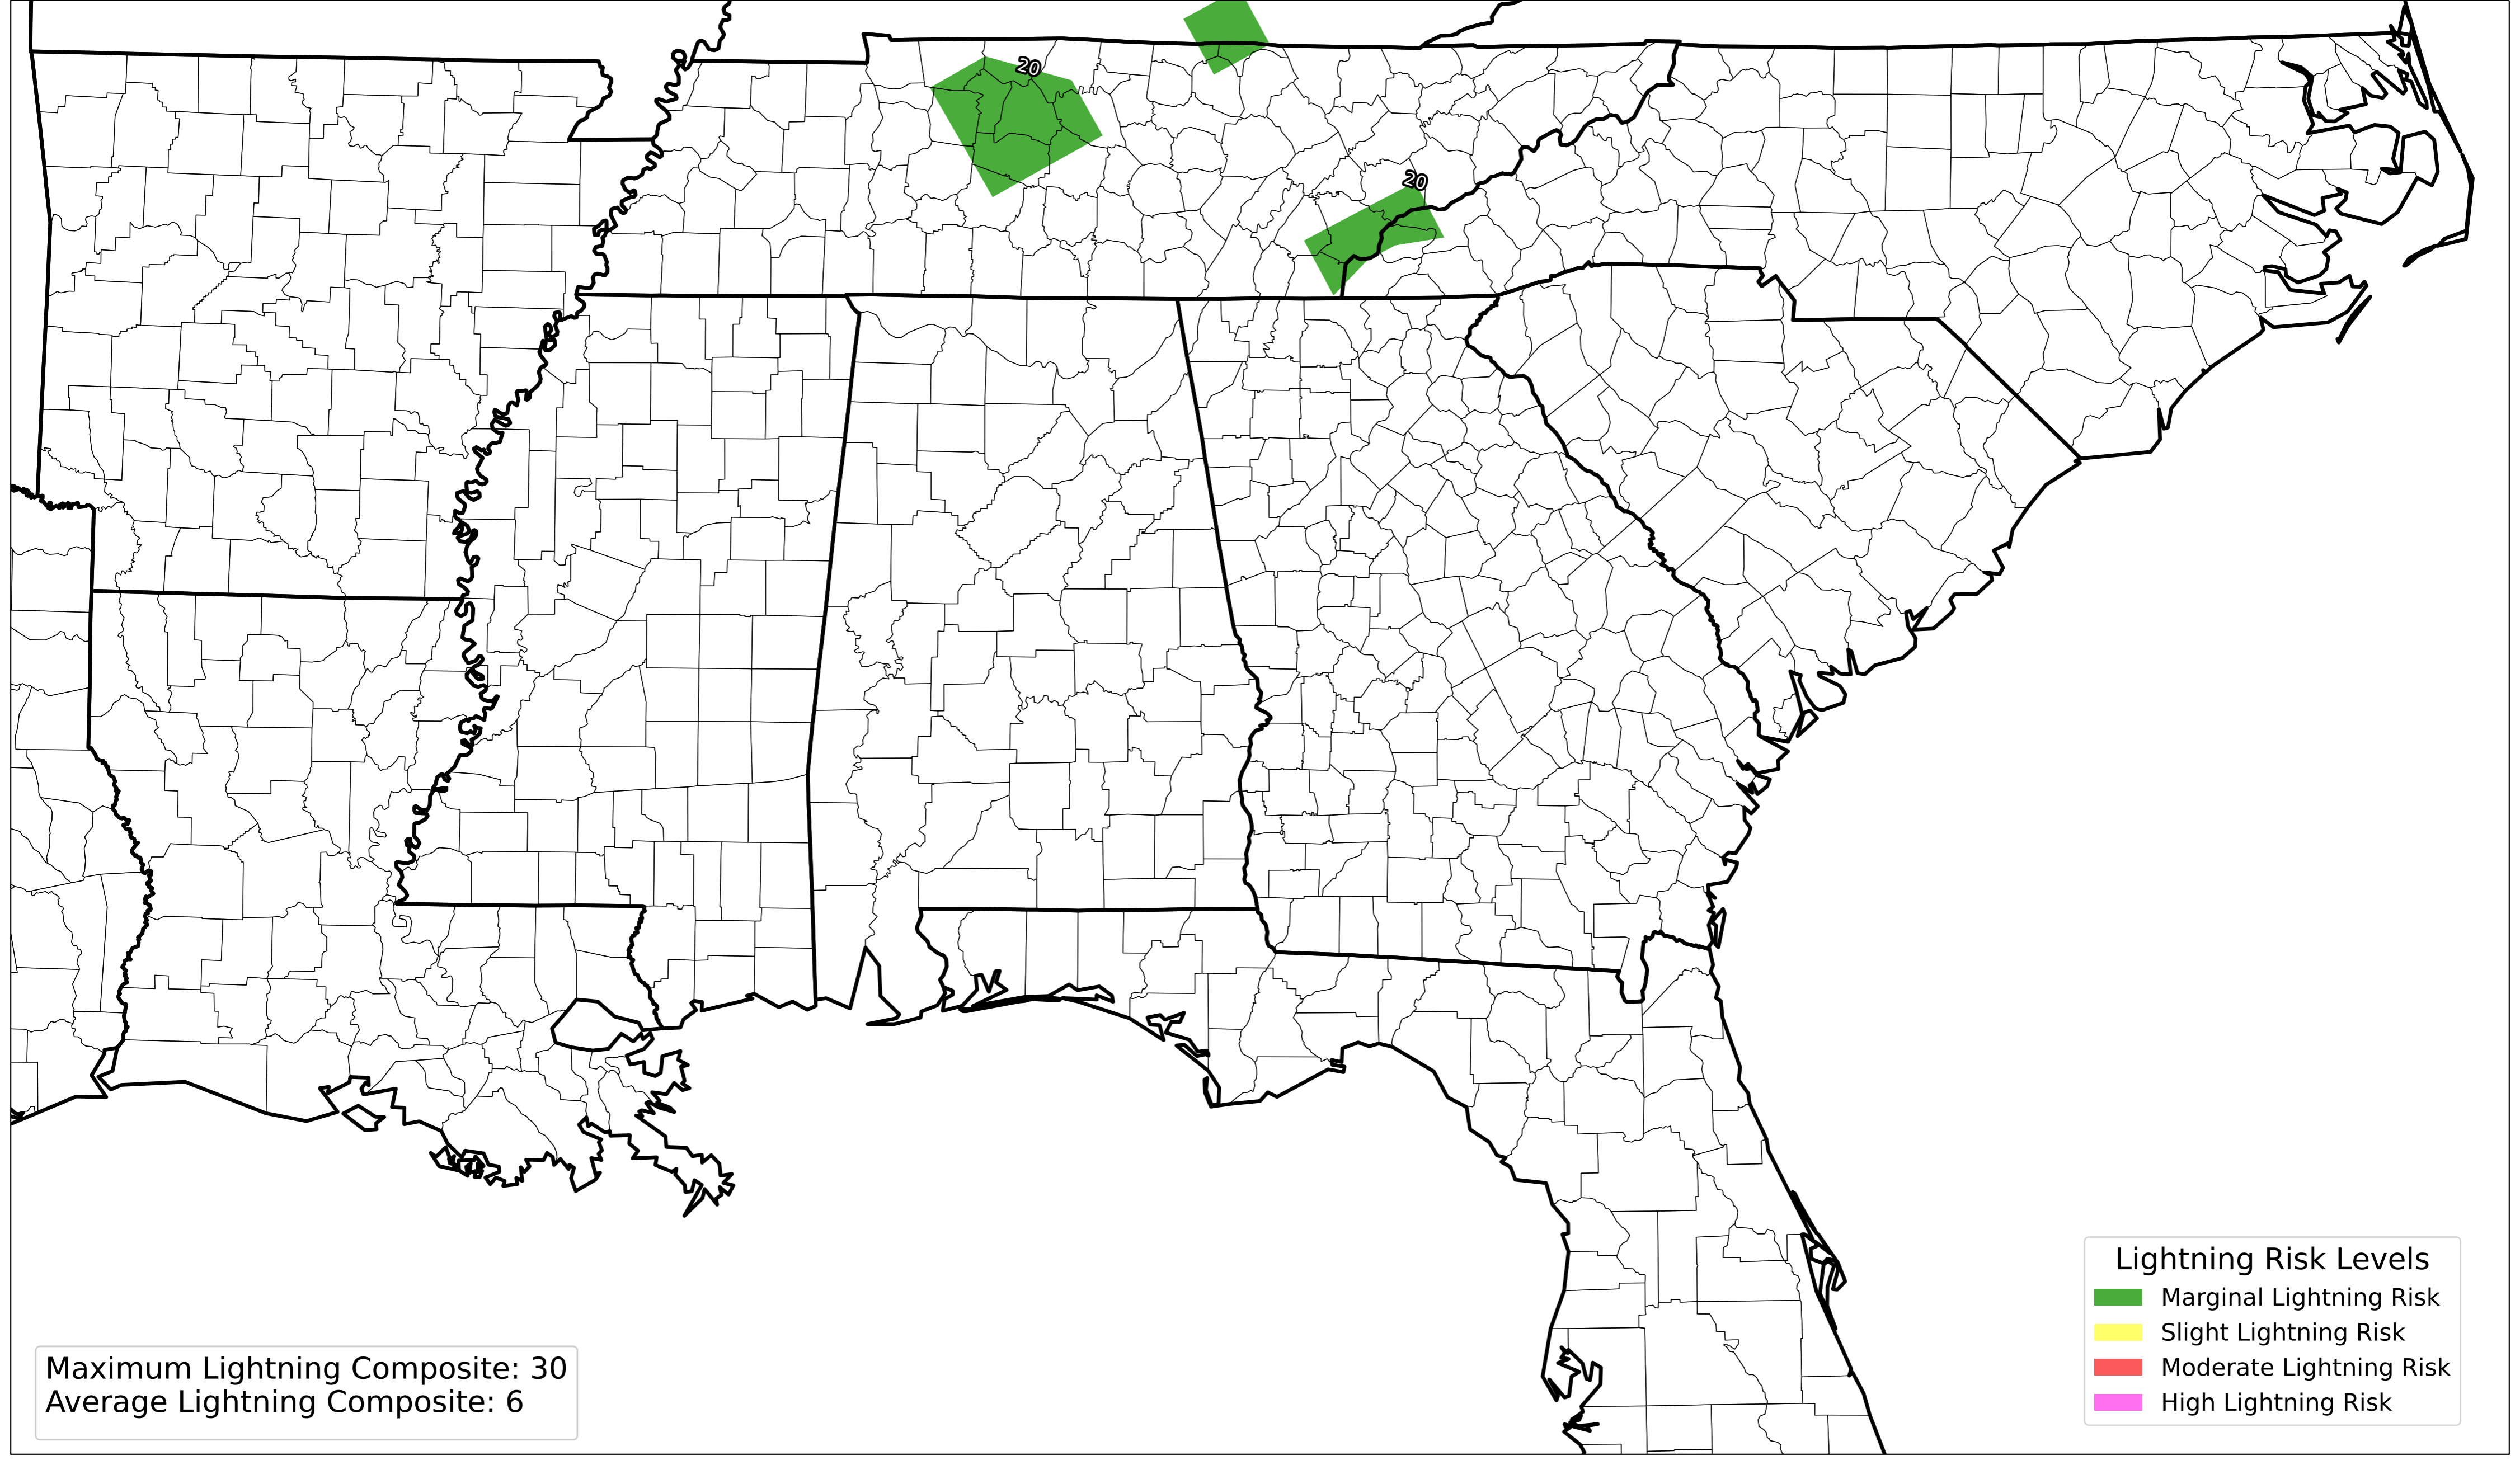 20
20
Maximum Lightning Composite: 30
Average Lightning Composite: 6
Lightning Risk Levels
Marginal Lightning Risk
Slight Lightning Risk
Moderate Lightning Risk
High Lightning Risk